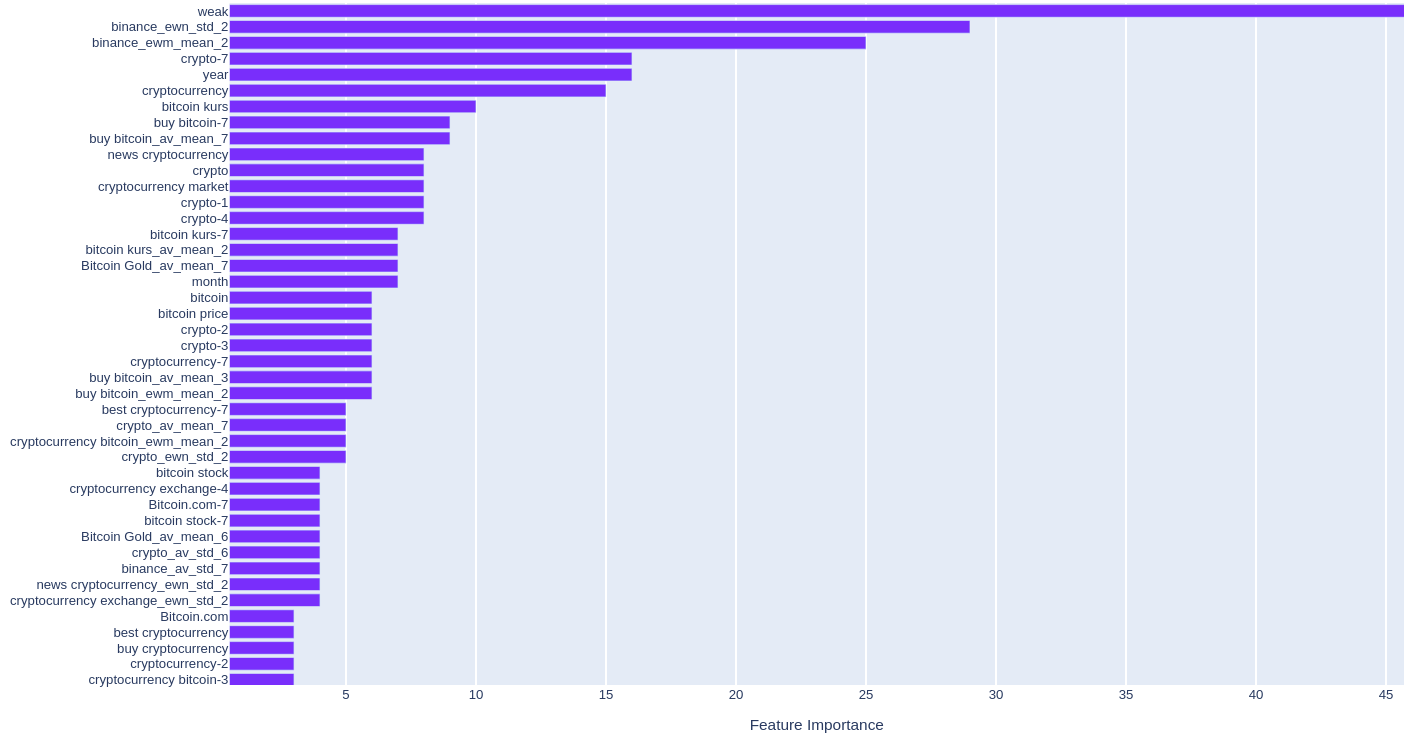 weak
binance_ewn_std_2
binance_ewm_mean_2
crypto-7
year
cryptocurrency
bitcoin kurs
buy bitcoin-7
buy bitcoin_av_mean_7
news cryptocurrency
crypto
cryptocurrency market
crypto-1
crypto-4
bitcoin kurs-7
bitcoin kurs_av_mean_2
Bitcoin Gold_av_mean_7
month
bitcoin
bitcoin price
crypto-2
crypto-3
cryptocurrency-7
buy bitcoin_av_mean_3
buy bitcoin_ewm_mean_2
best cryptocurrency-7
crypto_av_mean_7
cryptocurrency bitcoin_ewm_mean_2
crypto_ewn_std_2
bitcoin stock
cryptocurrency exchange-4
Bitcoin.com-7
bitcoin stock-7
Bitcoin Gold_av_mean_6
crypto_av_std_6
binance_av_std_7
news cryptocurrency_ewn_std_2
cryptocurrency exchange_ewn_std_2
Bitcoin.com
best cryptocurrency
buy cryptocurrency
cryptocurrency-2
cryptocurrency bitcoin-3
5 10 15 20 25 30 35 40 45
Feature Importance